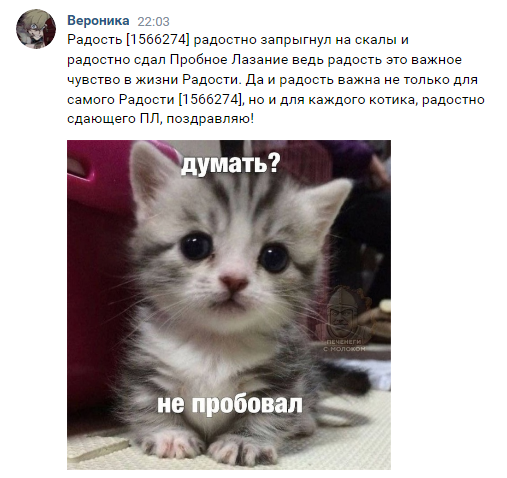 Вероника 22:03
Радость [1566274] радостно запрыгнул на скалы и
радостно сдал Пробное Лазание ведь радость это важное
чувство в жизни Радости. Да и радость важна не только для
самого Радости [1566274], но и для каждого котика, радостно
сдающего ПЛ, поздравляю!
думать?
ПЕЧЕНЕГИ
С МОЛОКОМ
не пробовал